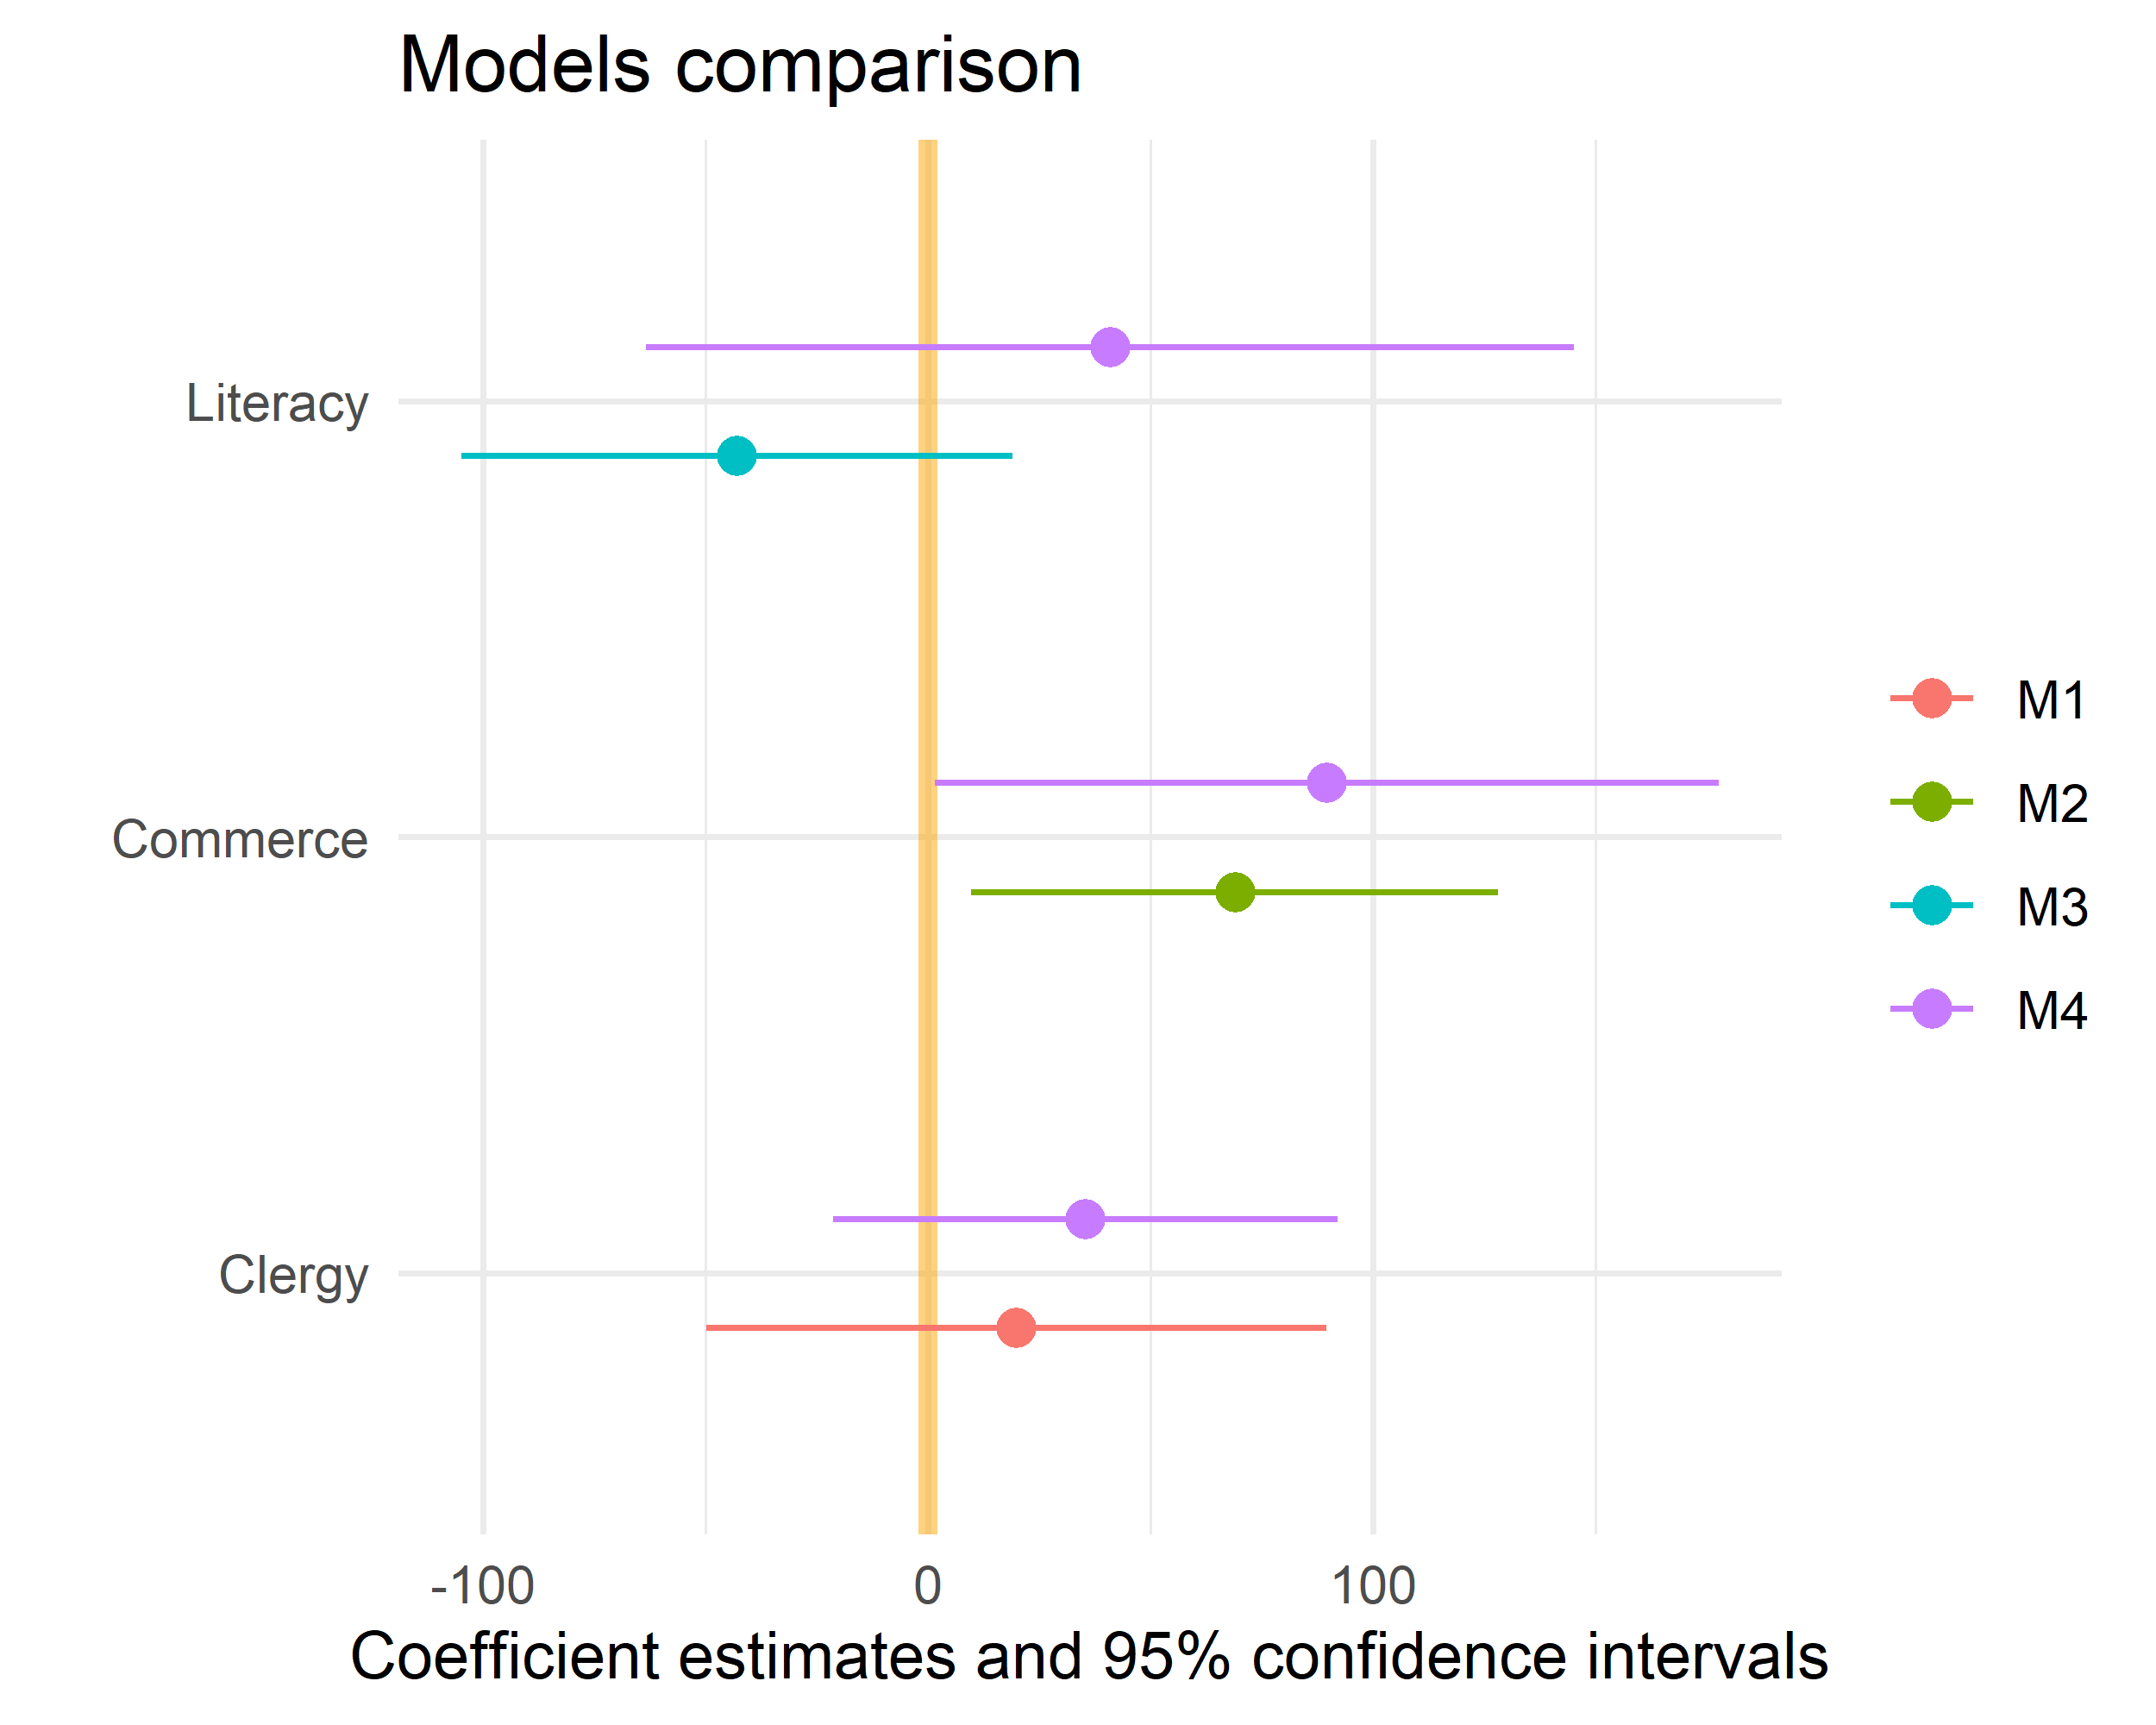 Models comparison
Literacy
Commerce
Clergy
M1
M2
M3
M4
-100 0 100
Coefficient estimates and 95% confidence intervals